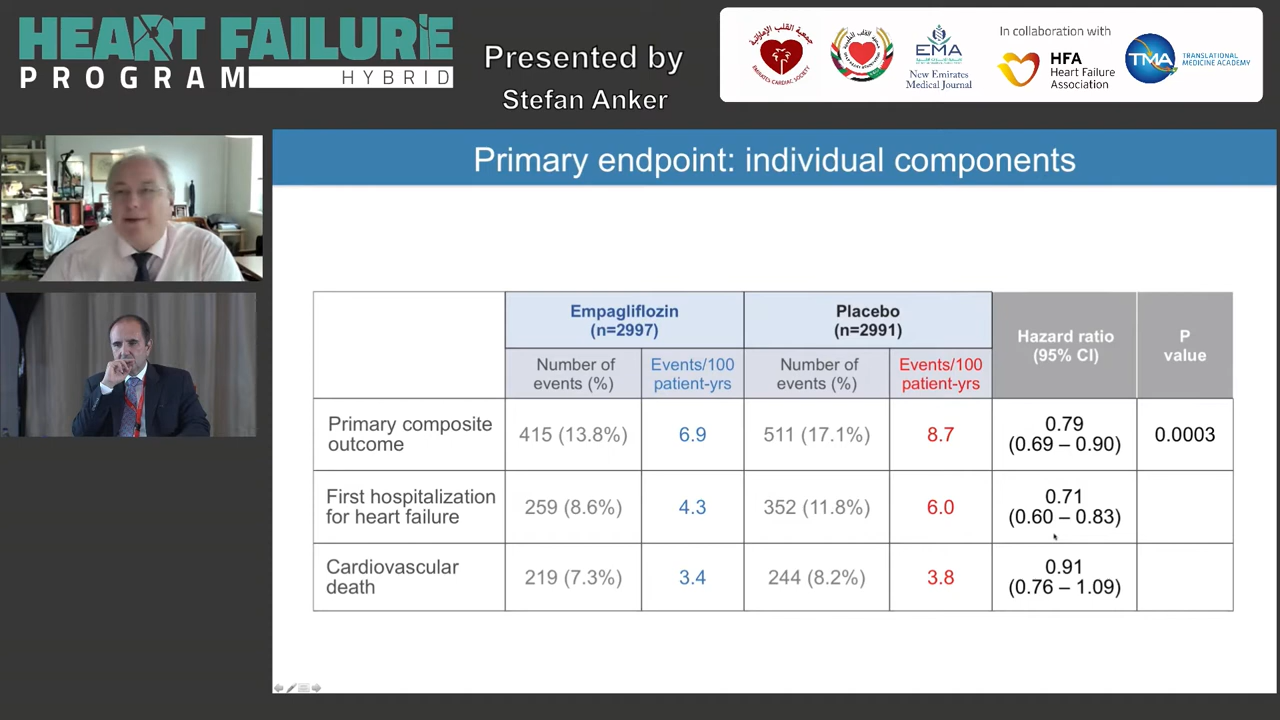 HEART FAILURE
PROGRAM HYBRID
Presented by
Stefan Anker
EMIRATES CARDIAC SOCIETY
EMA
New Emirates
Medical Journal
In collaboration with
HFA
Heart Failure
Association
TMA
TRANSLATIONAL
MEDICINE ACADEMY
Primary endpoint: individual components
Empagliflozin
(n=2997)
Placebo
(n=2991)
Hazard ratio
(95% CI)
P
value
Number of
events (%)
Events/100
patient-yrs
Number of
events (%)
Events/100
patient-yrs
Primary composite
outcome
415 (13.8%)
6.9
511 (17.1%)
8.7
0.79
(0.69 – 0.90)
0.0003
First hospitalization
for heart failure
259 (8.6%)
4.3
352 (11.8%)
6.0
0.71
(0.60 – 0.83)
Cardiovascular
death
219 (7.3%)
3.4
244 (8.2%)
3.8
0.91
(0.76 – 1.09)